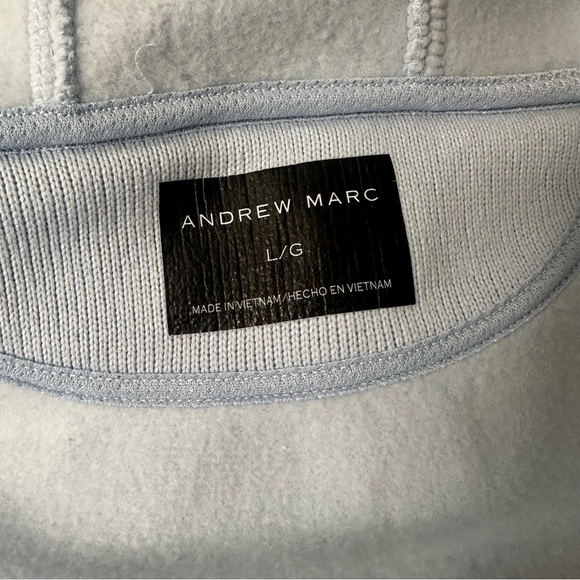 ANDREW MARC
L/G
MADE IN VIETNAM/HECHO EN VIETNAM